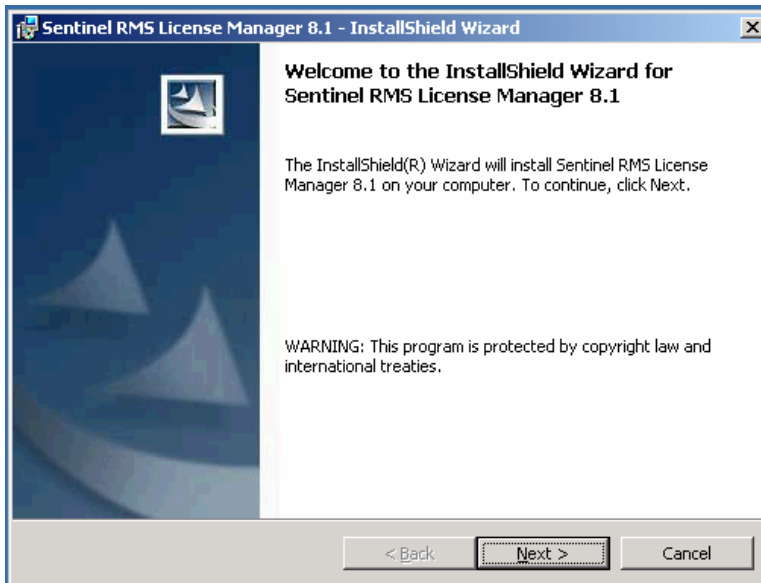 Sentinel RMS License Manager 8.1 - InstallShield Wizard
Welcome to the InstallShield Wizard for
Sentinel RMS License Manager 8.1
The InstallShield(R) Wizard will install Sentinel RMS License
Manager 8.1 on your computer. To continue, click Next.
WARNING: This program is protected by copyright law and
international treaties.
< Back
Next >
Cancel